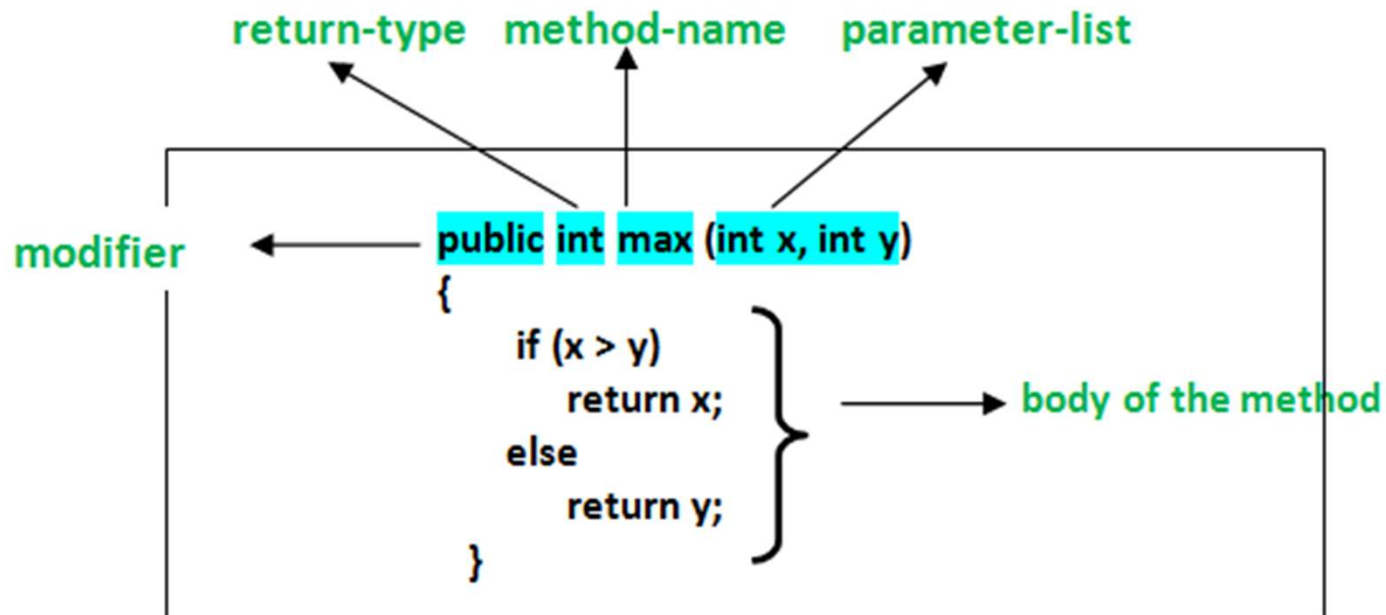 return-type method-name parameter-list
public int max (int x, int y)
modifier
{
if (x > y)
return x;
body of the method
else
return y;
}